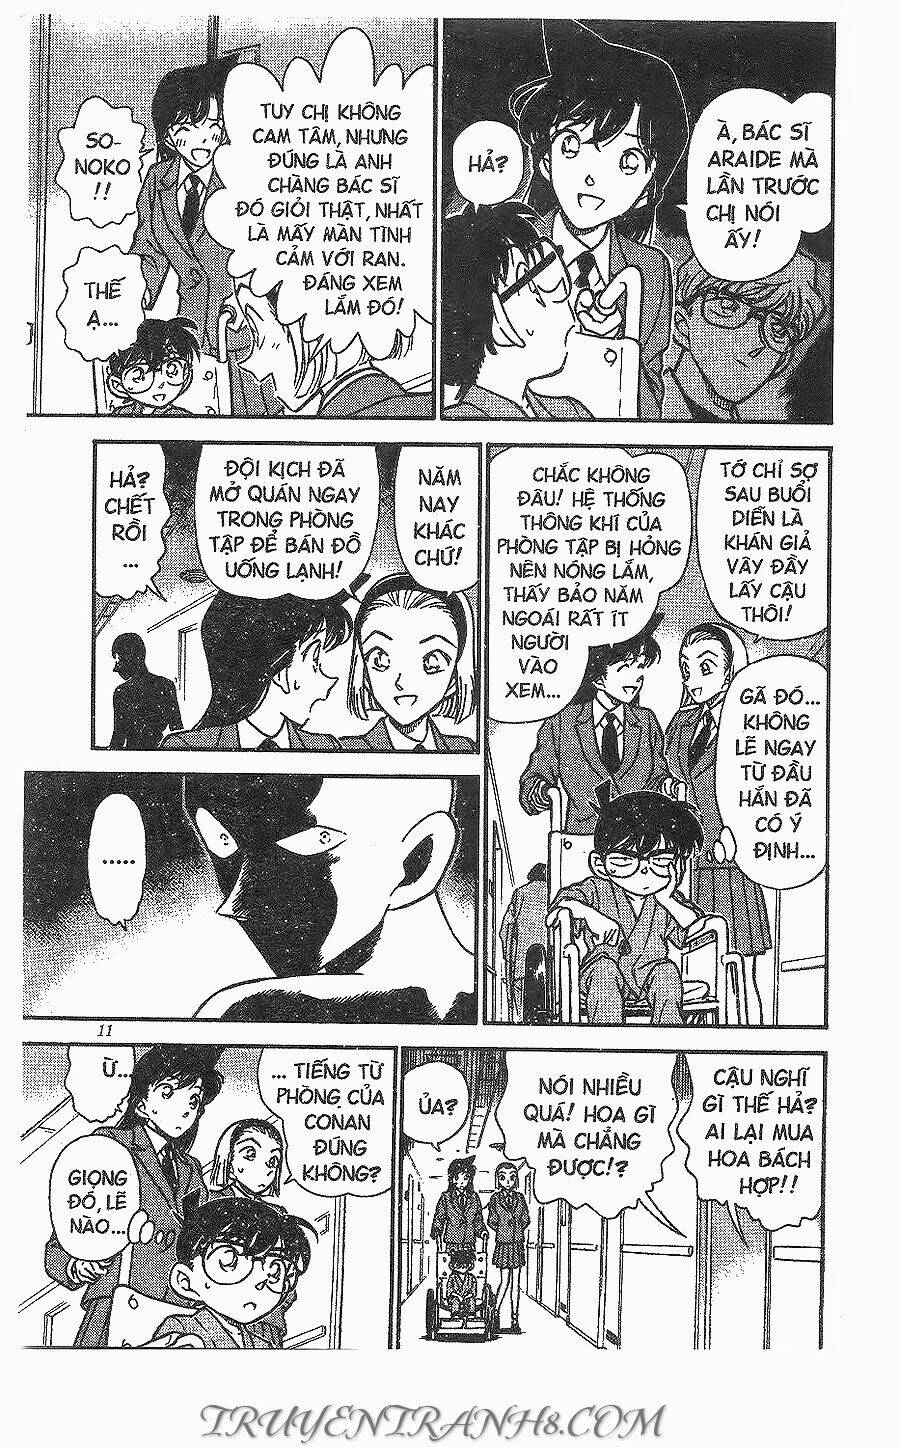 À, BÁC SĨ
ARAIDE MÀ
LẦN TRƯỚC
CHỊ NÓI
ẤY!
HẢ?
TUY CHỊ KHÔNG
CAM TÂM, NHƯNG
ĐÚNG LÀ ANH
CHÀNG BÁC SĨ
ĐÓ GIỎI THẬT, NHẤT
LÀ MẤY MÀN TÌNH
CẢM VỚI RAN.
ĐÁNG XEM
LẮM ĐÓ!
SO-
NOKO
!!
THẾ
Ạ...
TỚ CHỈ SỢ
SAU BUỔI
DIỄN LÀ
KHÁN GIẢ
VÂY ĐẦY
LẤY CẬU
THÔI!
CHẮC KHÔNG
ĐÂU! HỆ THỐNG
THÔNG KHÍ CỦA
PHÒNG TẬP BỊ HỎNG
NÊN NÓNG LẮM,
THẤY BẢO NĂM
NGOÁI RẤT ÍT
NGƯỜI
VÀO
XEM...
GÃ ĐÓ...
KHÔNG
LẼ NGAY
TỪ ĐẦU
HẮN ĐÃ
CÓ Ý
ĐỊNH...
NĂM
NAY
KHÁC
CHỨ!
ĐỘI KỊCH ĐÃ
MỞ QUÁN NGAY
TRONG PHÒNG
TẬP ĐỂ BÁN ĐỒ
UỐNG LẠNH!
HẢ?
CHẾT
RỒI
...
.....
11
CẬU NGHĨ
GÌ THẾ HẢ?
AI LẠI MUA
HOA BÁCH
HỢP!!
NÓI NHIỀU
QUÁ! HOA GÌ
MÀ CHẲNG
ĐƯỢC!?
ỦA?
... TIẾNG TỪ
PHÒNG CỦA
CONAN
ĐÚNG
KHÔNG?
Ừ...
GIỌNG
ĐÓ, LẼ
NÀO...
TRUYENTRANH8.COM